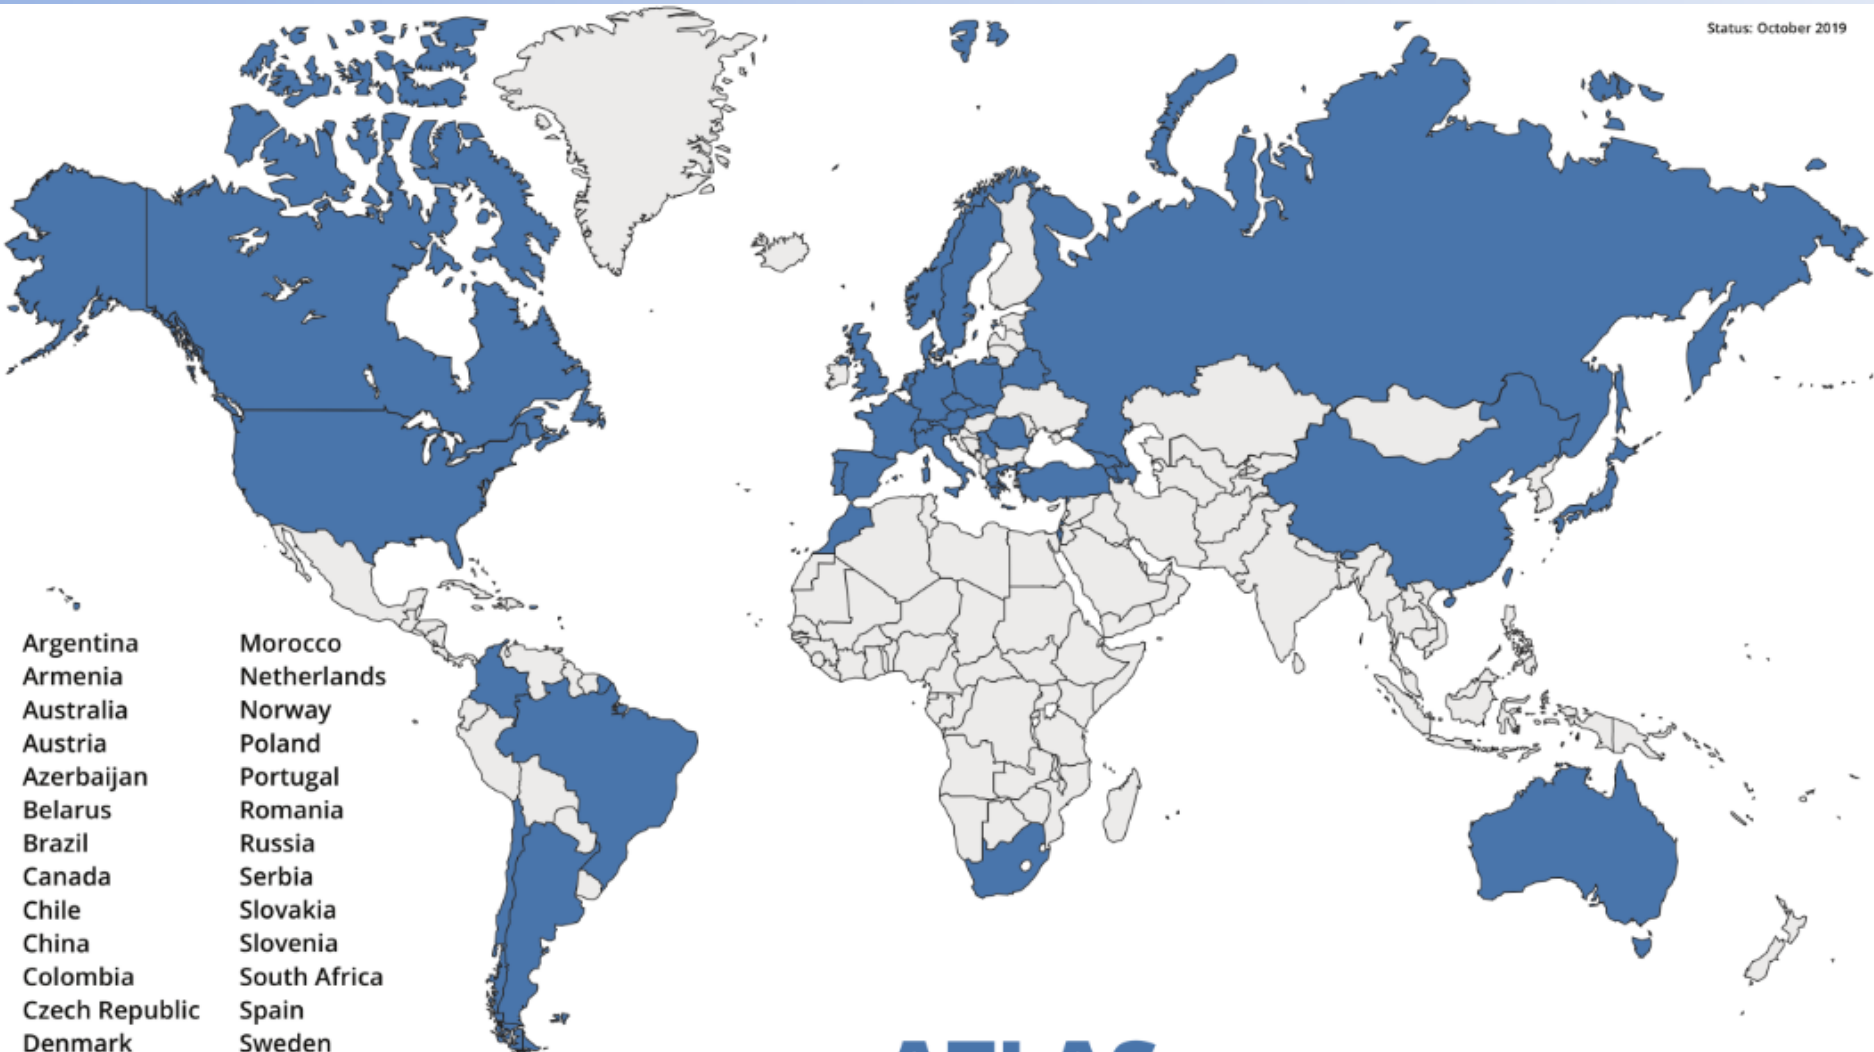 Status: October 2019
Argentina
Armenia
Australia
Austria
Azerbaijan
Belarus
Brazil
Canada
Chile
China
Colombia
Czech Republic
Denmark
Morocco
Netherlands
Norway
Poland
Portugal
Romania
Russia
Serbia
Slovakia
Slovenia
South Africa
Spain
Sweden
ATLAS